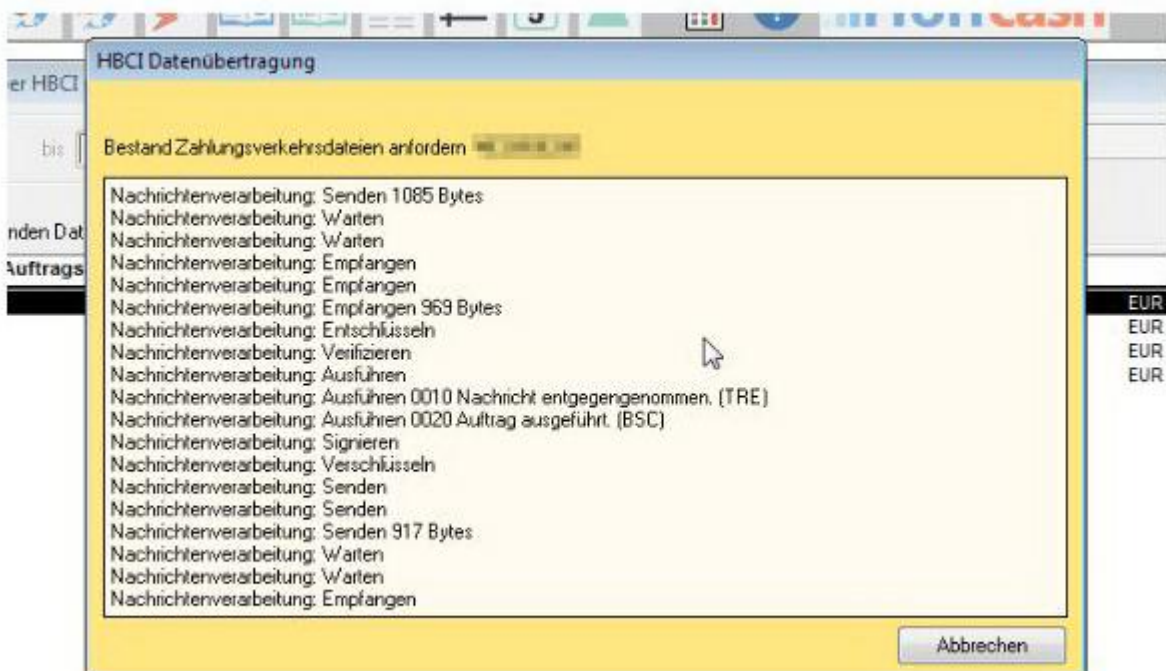 HBCI Datenübertragung
er HBCI
bis
Bestand Zahlungsverkehrsdateien anfordern
Nachrichtenverarbeitung: Senden 1085 Bytes
Nachrichtenverarbeitung: Warten
Nachrichtenverarbeitung: Warten
nden Dat
Nachrichtenverarbeitung: Empfangen
Auftrags
Nachrichtenverarbeitung: Empfangen
Nachrichtenverarbeitung: Empfangen 969 Bytes
EUR
Nachrichtenverarbeitung: Entschlüsseln
EUR
Nachrichtenverarbeitung: Verifizieren
EUR
Nachrichtenverarbeitung: Ausführen
EUR
Nachrichtenverarbeitung: Ausführen 0010 Nachricht entgegengenommen. (TRE)
Nachrichtenverarbeitung: Ausführen 0020 Auftrag ausgeführt. (BSC)
Nachrichtenverarbeitung: Signieren
Nachrichtenverarbeitung: Verschlüsseln
Nachrichtenverarbeitung: Senden
Nachrichtenverarbeitung: Senden
Nachrichtenverarbeitung: Senden 917 Bytes
Nachrichtenverarbeitung: Warten
Nachrichtenverarbeitung: Warten
Nachrichtenverarbeitung: Empfangen
Abbrechen